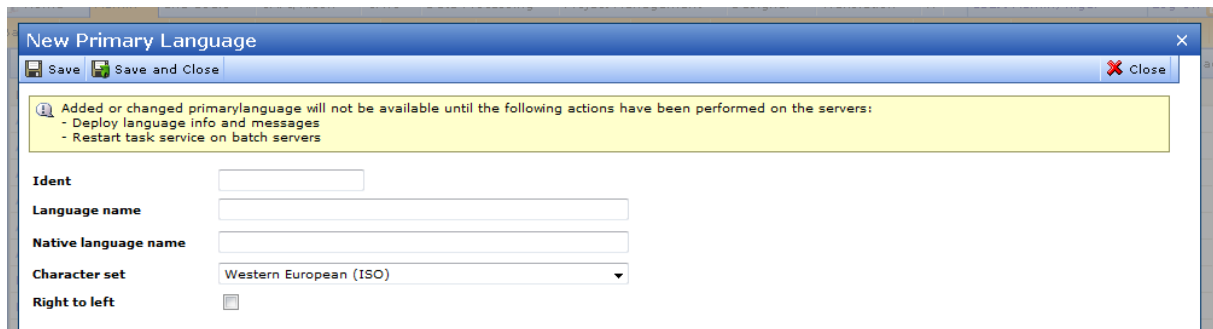 New Primary Language
Save Save and Close Close
Added or changed primarylanguage will not be available until the following actions have been performed on the servers:
- Deploy language info and messages
- Restart task service on batch servers
Ident
Language name
Native language name
Character set Western European (ISO)
Right to left